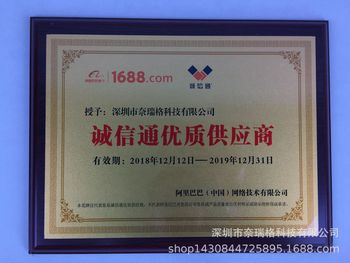 1688.com
诚信通
授予：深圳市奈瑞格科技有限公司
诚信通优质供应商
有效期：2018年12月12日——2019年12月31日
阿里巴巴（中国）网络技术有限公司
深圳市奈瑞格科技有限公司
shop1430844725895.1688.com